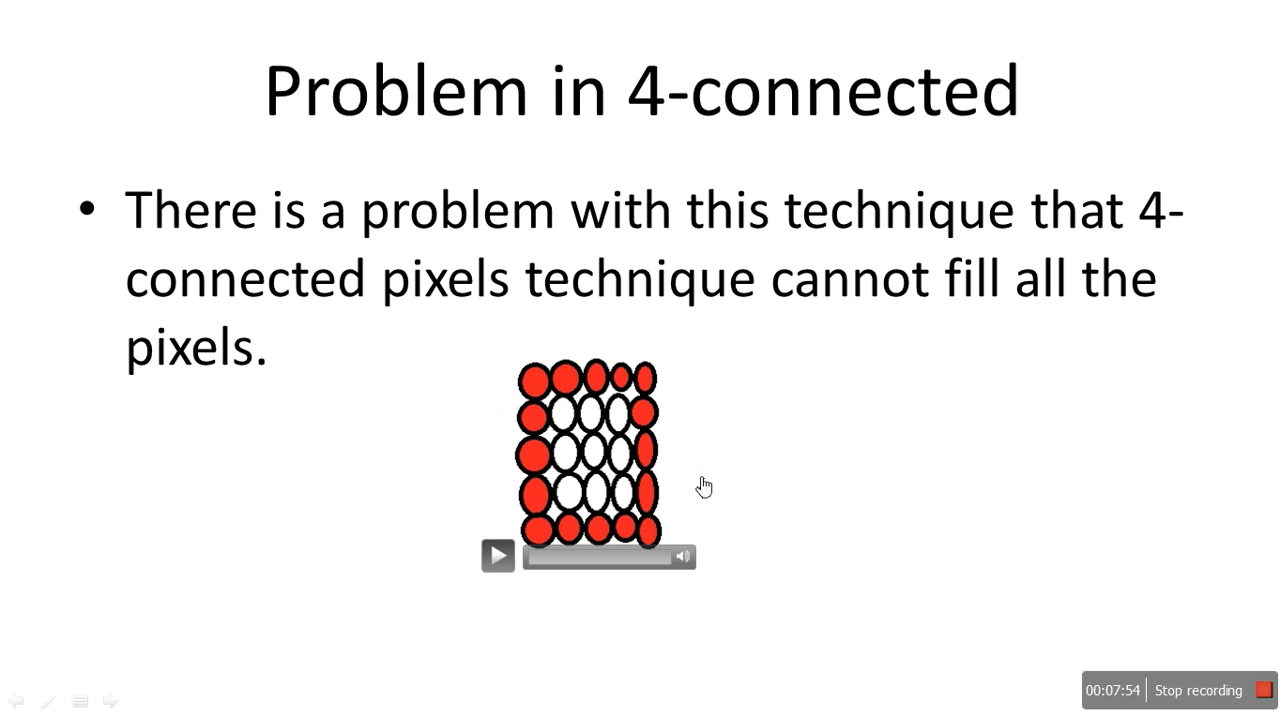 Problem in 4-connected
• There is a problem with this technique that 4-
connected pixels technique cannot fill all the
pixels.
00:07:54 Stop recording